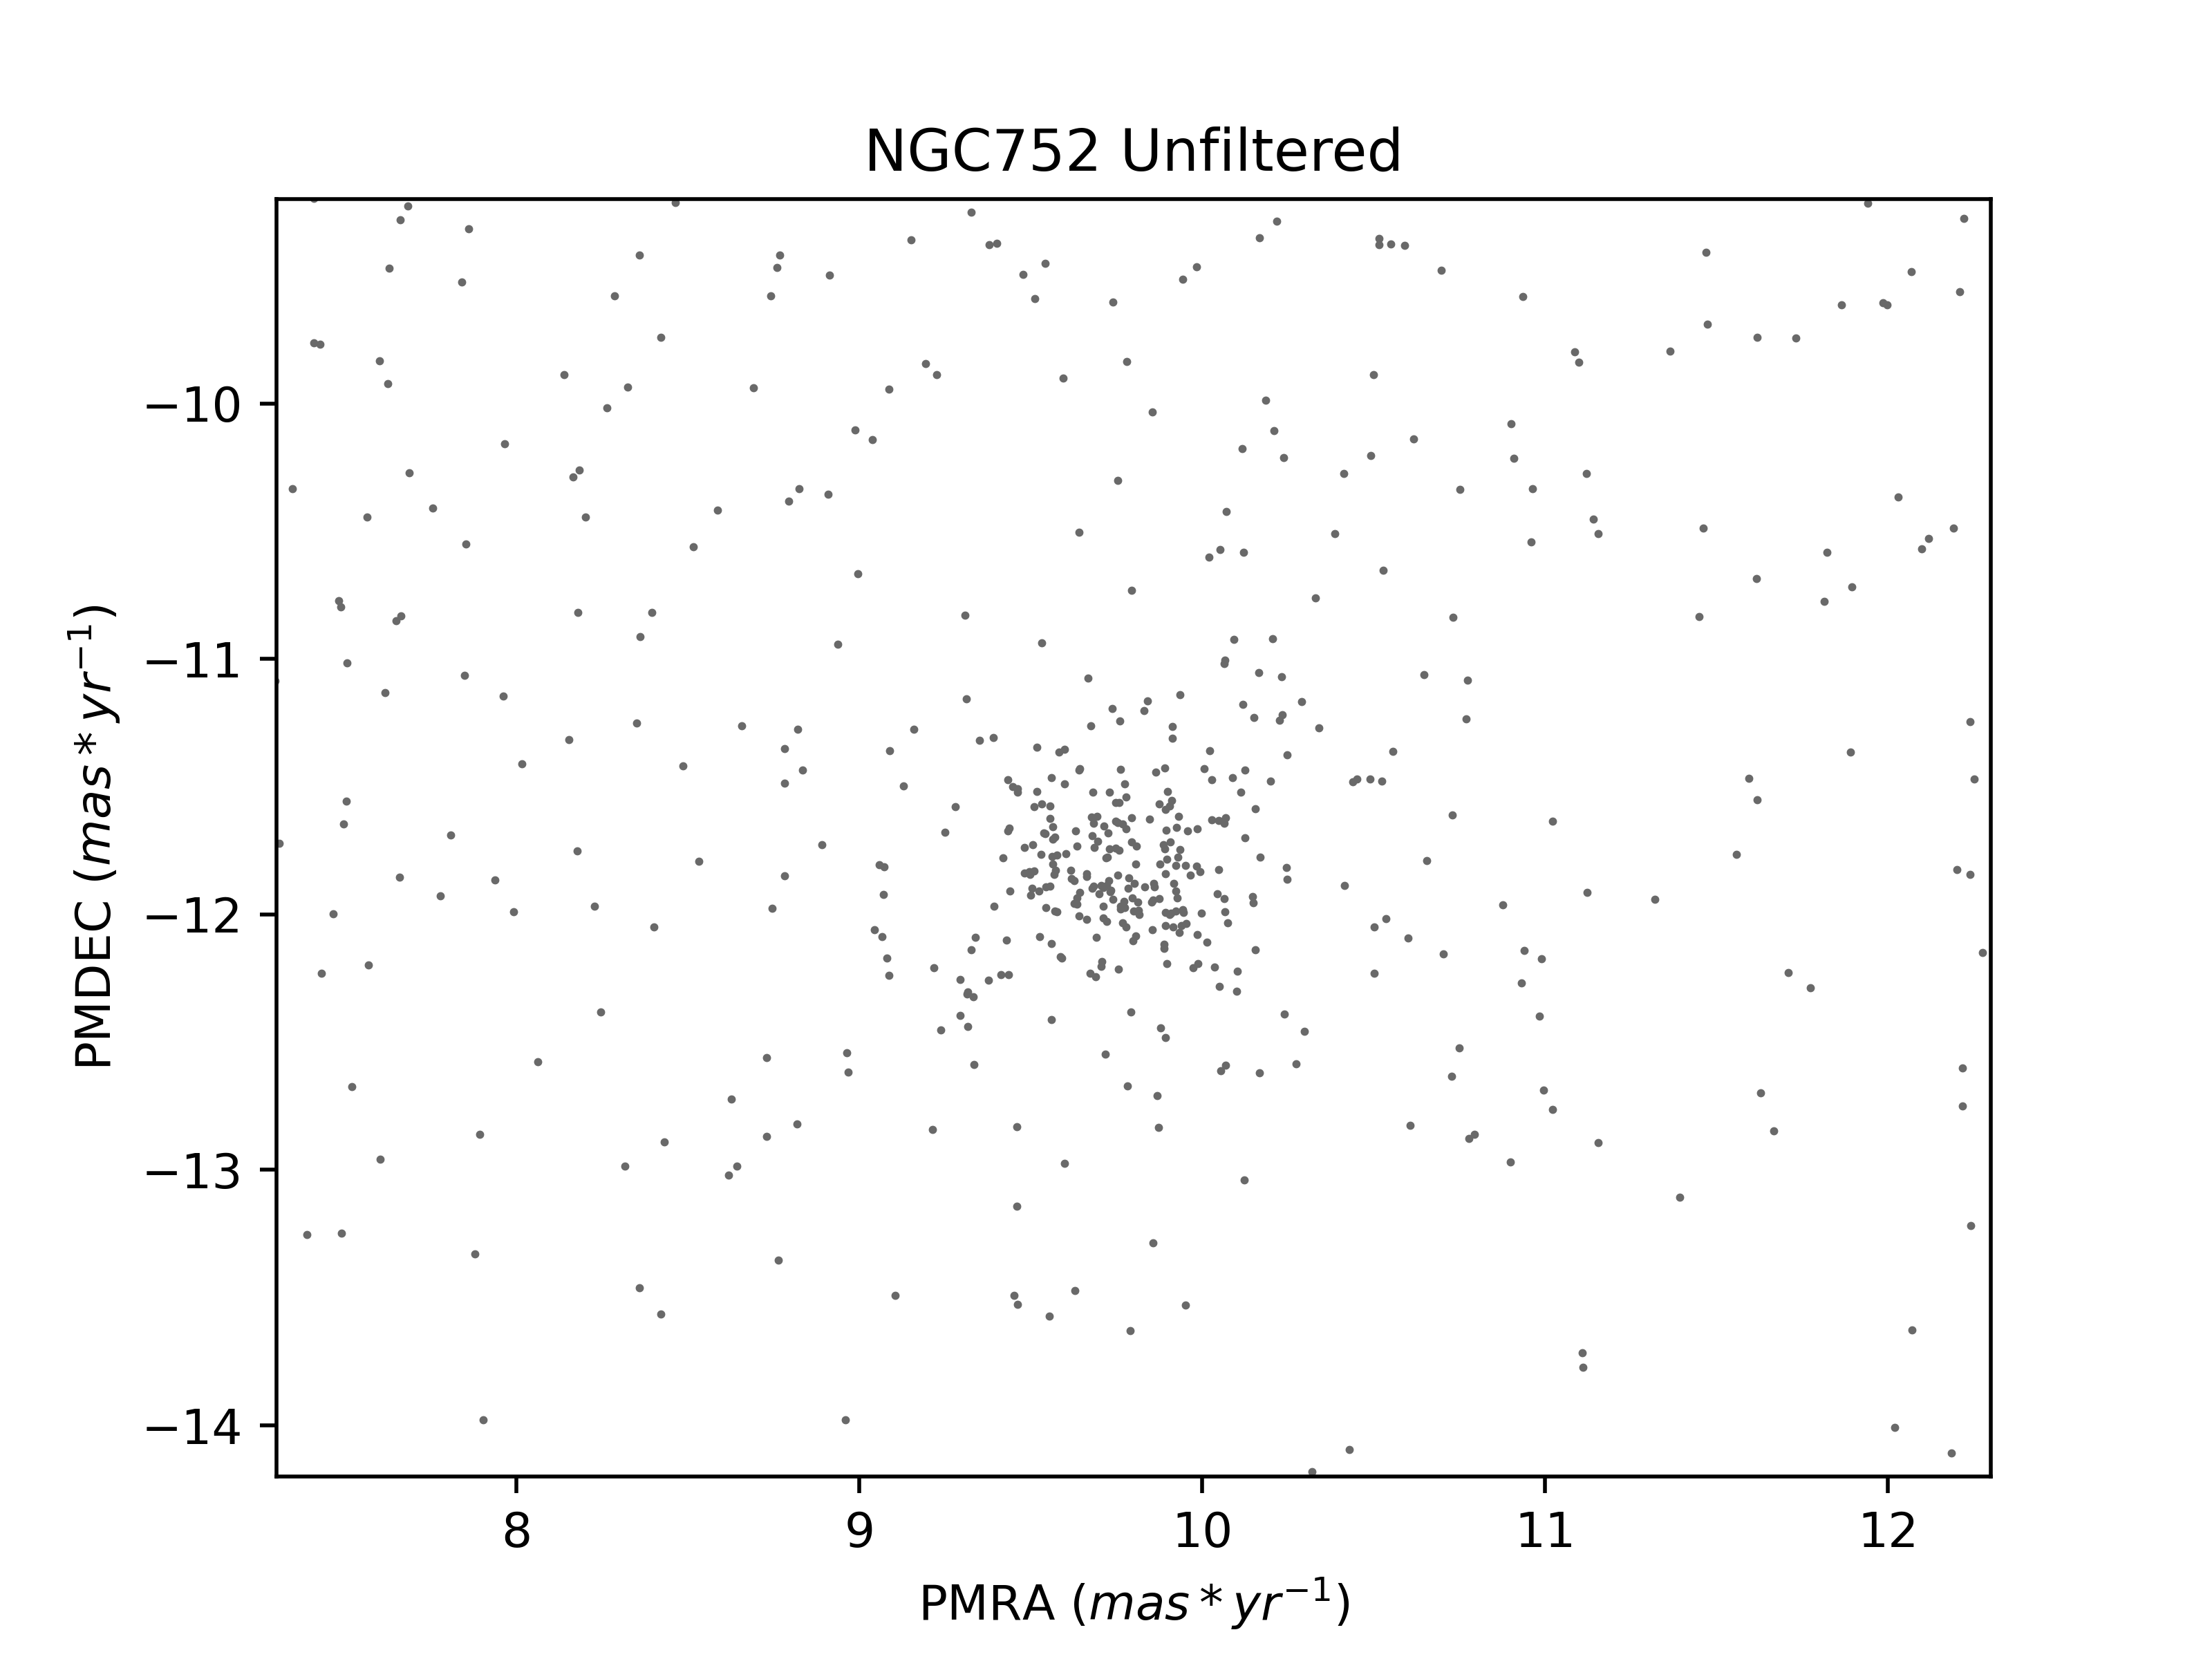 NGC752 Unfiltered
−10
−11
−12
−13
−14
PMDEC (mas * yr⁻¹)
8 9 10 11 12
PMRA (mas * yr⁻¹)